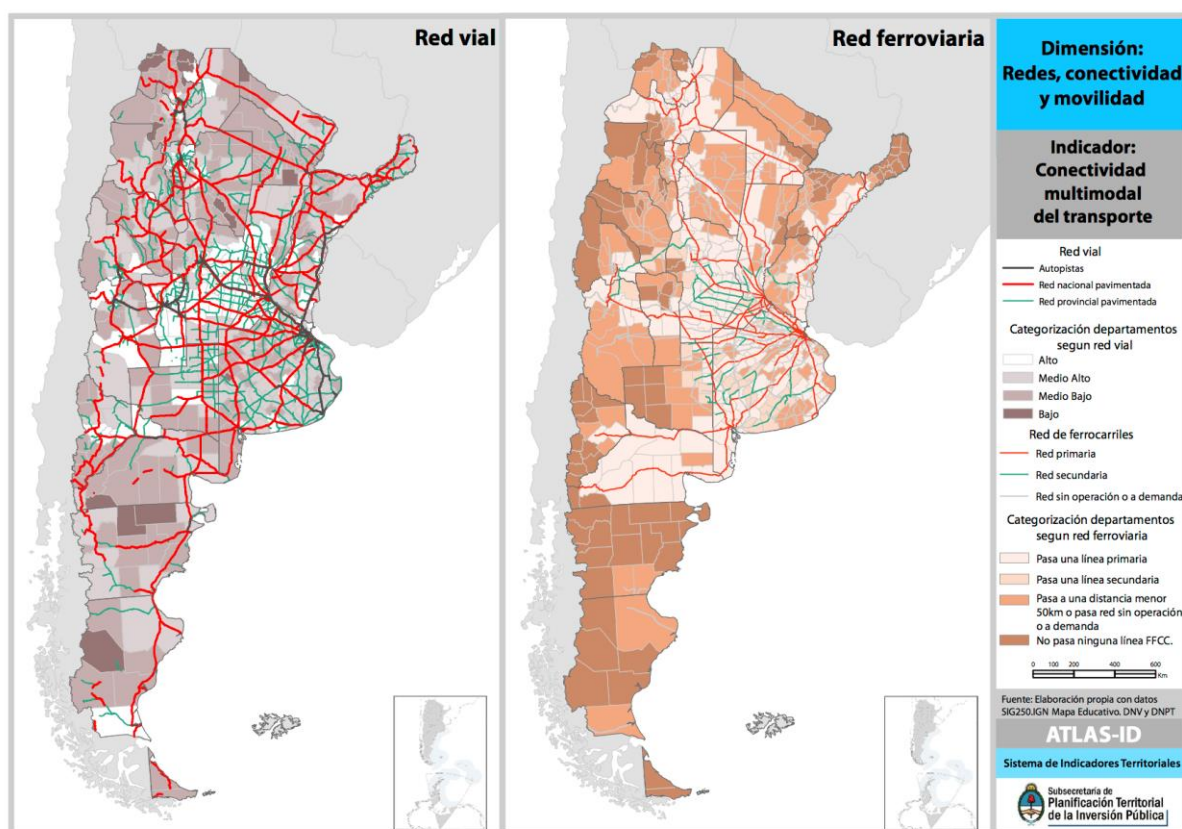 Red vial
Red ferroviaria
Dimensión:
Redes, conectividad
y movilidad
Indicador:
Conectividad
multimodal
del transporte
Red vial
Autopistas
Red nacional pavimentada
Red provincial pavimentada
Categorización departamentos
segun red vial
Alto
Medio Alto
Medio Bajo
Bajo
Red de ferrocarriles
Red primaria
Red secundaria
Red sin operación o a demanda
Categorización departamentos
segun red ferroviaria
Pasa una línea primaria
Pasa una línea secundaria
Pasa a una distancia menor
50km o pasa red sin operación
o a demanda
No pasa ninguna línea FFCC.
0 100 200 400 600
Km
Fuente: Elaboración propia con datos
SIG250.IGN Mapa Educativo. DNV y DNPT
ATLAS-ID
Sistema de Indicadores Territoriales
Subsecretaría de
Planificación Territorial
de la Inversión Pública